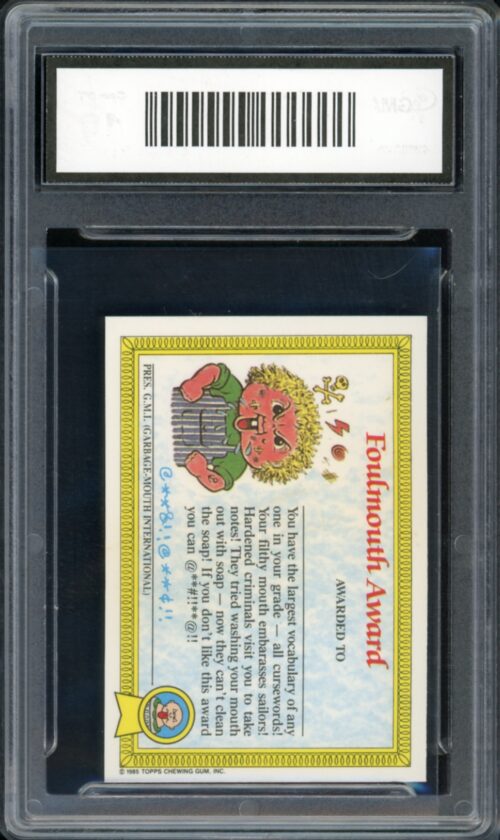 Foulmouth Award
AWARDED TO
You have the largest vocabulary of any
one in your grade — all cursewords!
Your filthy mouth embarasses sailors!
Hardened criminals visit you to take
notes! They tried washing your mouth
out with soap — now they can't clean
the soap! If you don't like this award
you can @**#!!**@!!
@**&!!@**¢!!
PRES. G.M.I. (GARBAGE-MOUTH INTERNATIONAL)
© 1985 TOPPS CHEWING GUM, INC.